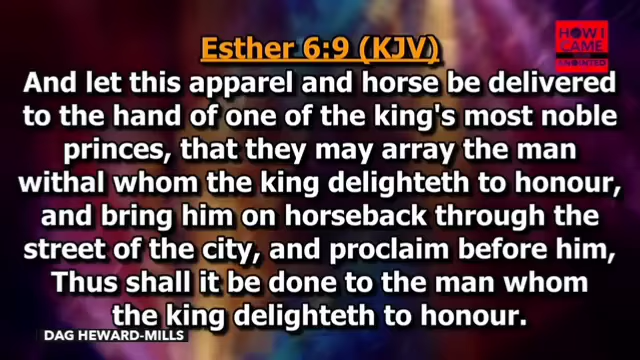 Esther 6:9 (KJV)
HOW I
CAME
ANOINTED
And let this apparel and horse be delivered
to the hand of one of the king's most noble
princes, that they may array the man
withal whom the king delighteth to honour,
and bring him on horseback through the
street of the city, and proclaim before him,
Thus shall it be done to the man whom
the king delighteth to honour.
DAG HEWARD-MILLS